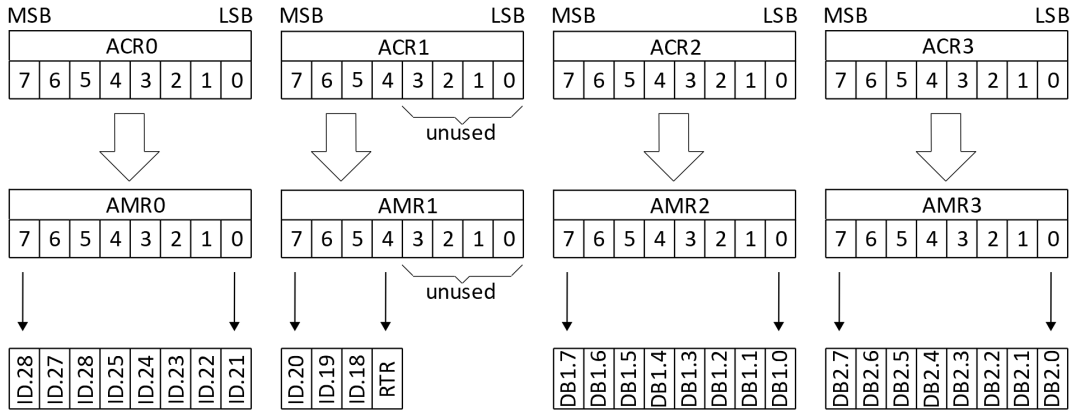 MSB LSB MSB LSB MSB LSB MSB LSB
ACR0 ACR1 ACR2 ACR3
7 6 5 4 3 2 1 0 7 6 5 4 3 2 1 0 7 6 5 4 3 2 1 0 7 6 5 4 3 2 1 0
unused
AMR0 AMR1 AMR2 AMR3
7 6 5 4 3 2 1 0 7 6 5 4 3 2 1 0 7 6 5 4 3 2 1 0 7 6 5 4 3 2 1 0
unused
ID.28 ID.27 ID.28 ID.25 ID.24 ID.23 ID.22 ID.21 ID.20 ID.19 ID.18 RTR DB1.7 DB1.6 DB1.5 DB1.4 DB1.3 DB1.2 DB1.1 DB1.0 DB2.7 DB2.6 DB2.5 DB2.4 DB2.3 DB2.2 DB2.1 DB2.0